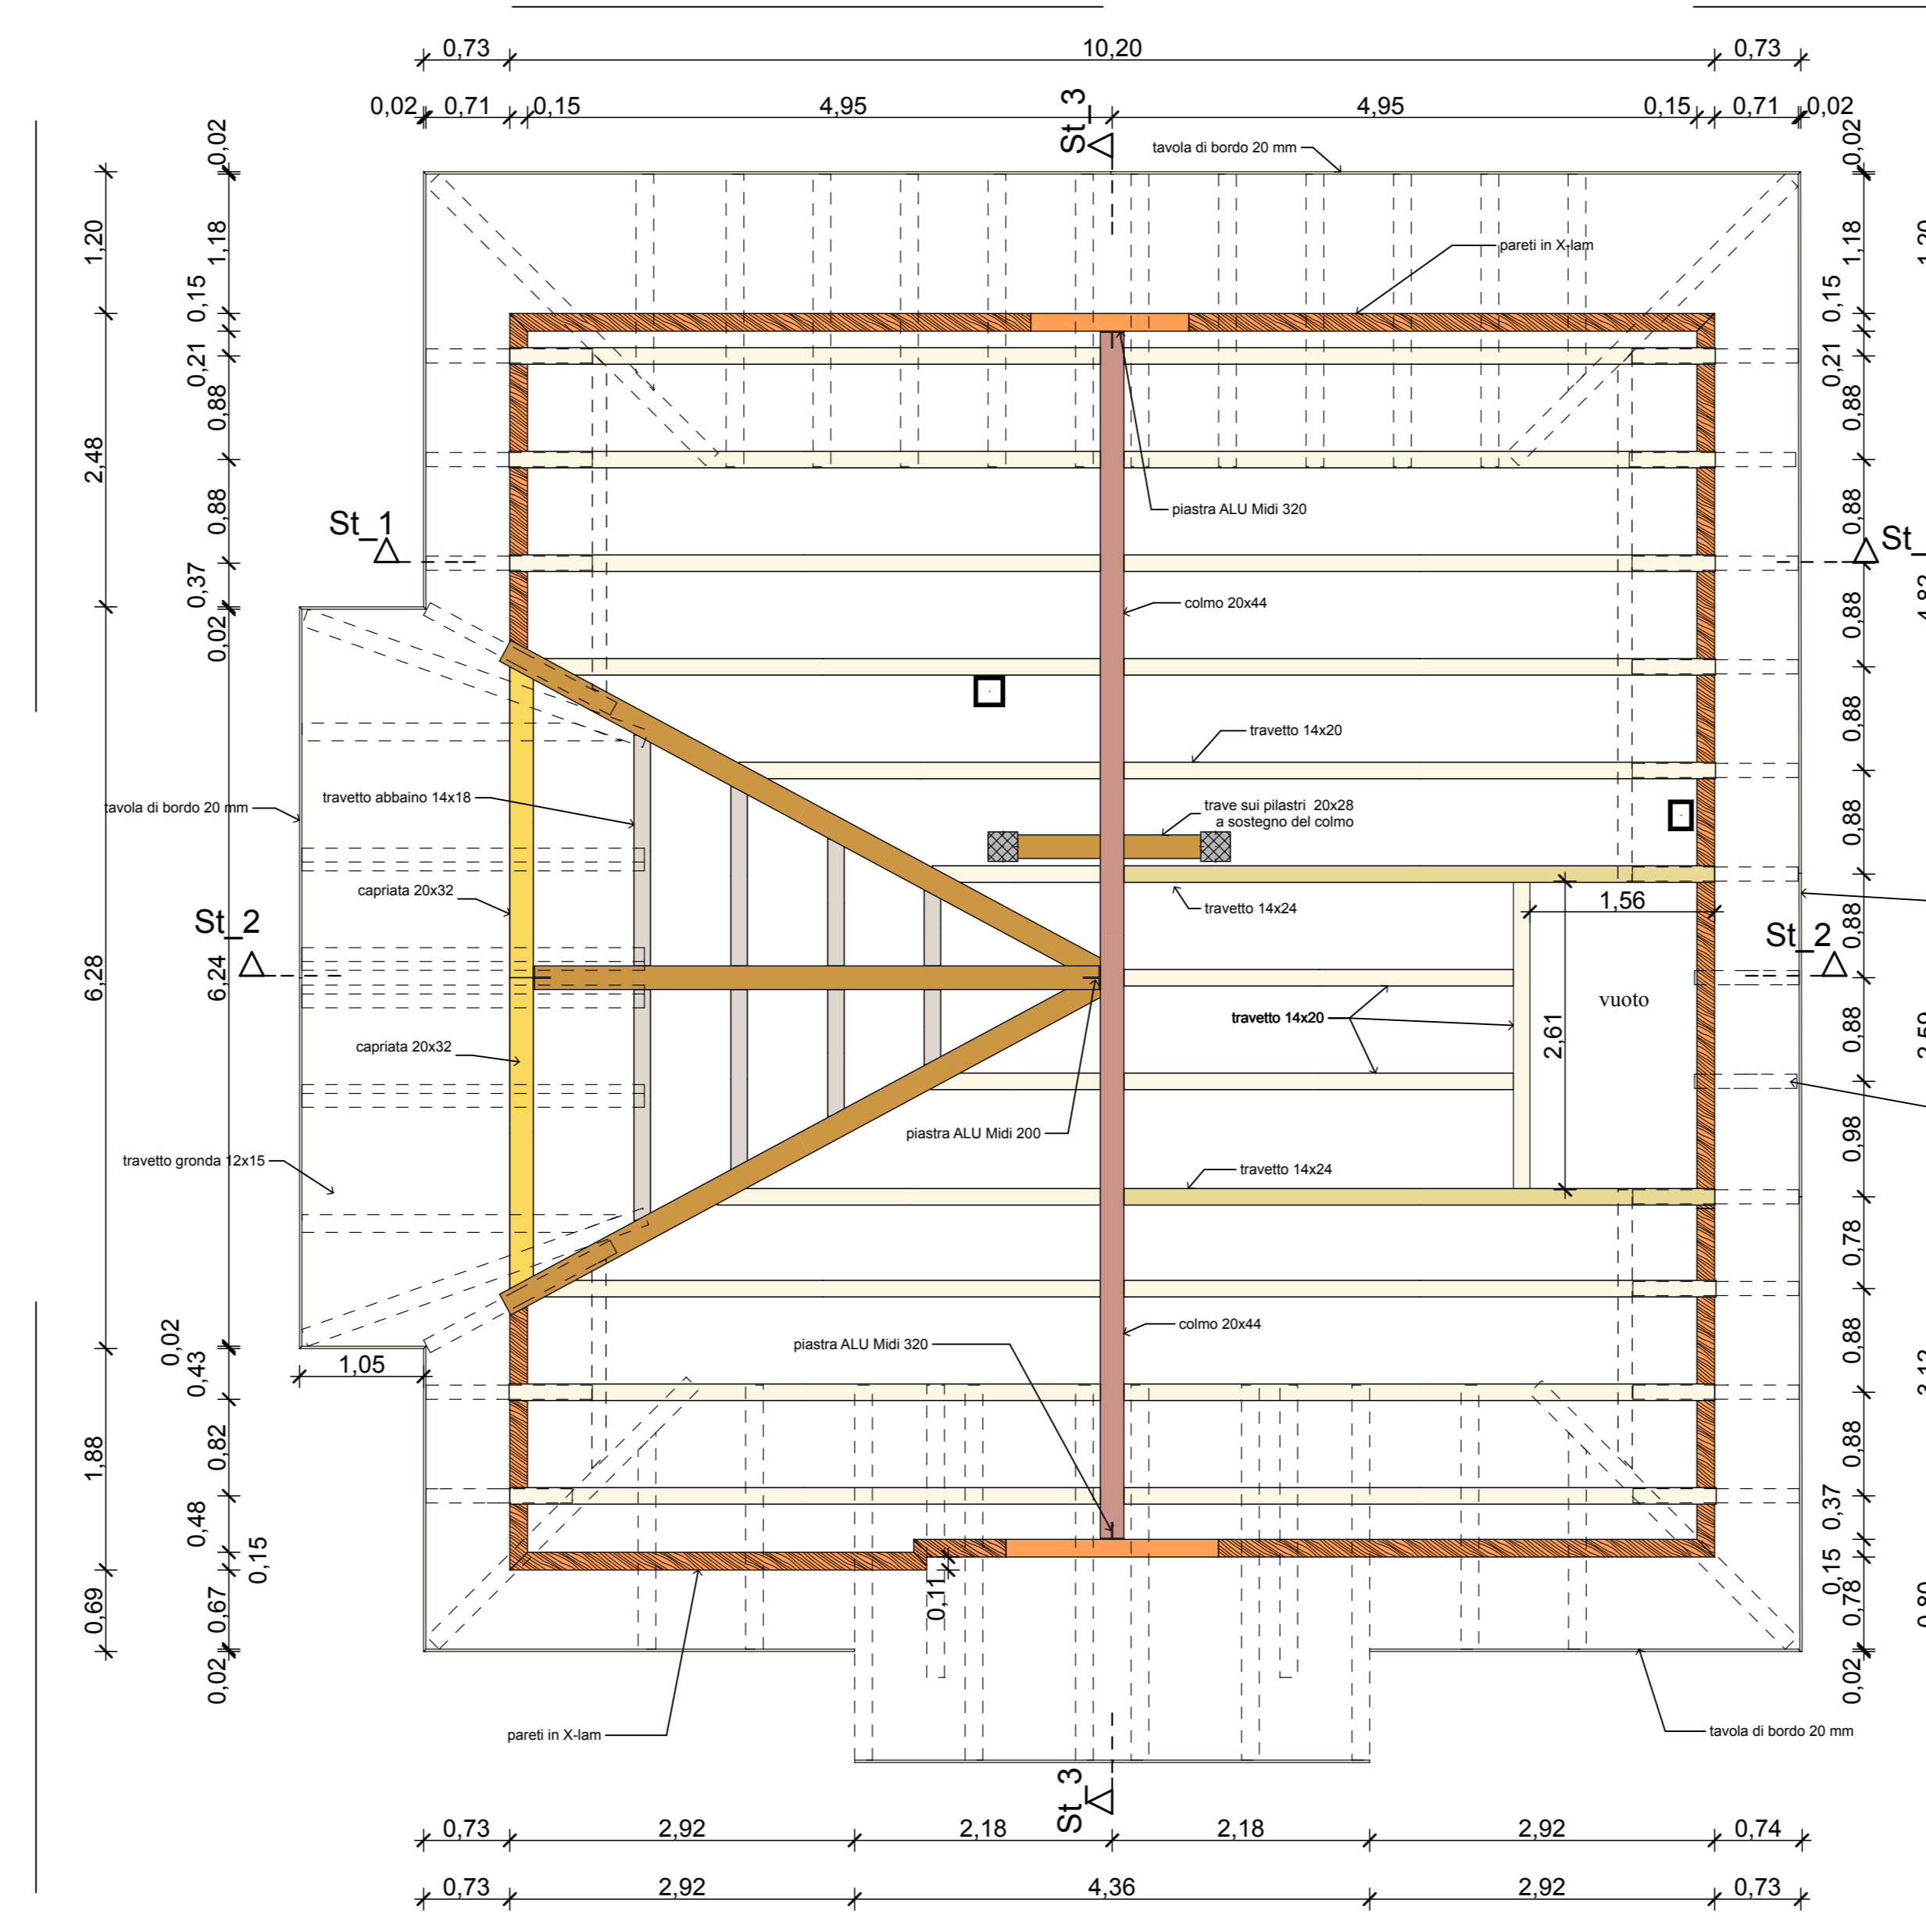 0,73 10,20 0,73
0,02 0,71 0,15 4,95 4,95 0,15 0,71 0,02
St_3
tavola di bordo 20 mm
pareti in X-lam
piastra ALU Midi 320
St_1
St_
colmo 20x44
travetto 14x20
travetto abbaino 14x18
tavola di bordo 20 mm
trave sui pilastri 20x28
a sostegno del colmo
capriata 20x32
travetto 14x24
1,56
St_2
St_2
vuoto
travetto 14x20
2,61
capriata 20x32
piastra ALU Midi 200
travetto gronda 12x15
travetto 14x24
colmo 20x44
piastra ALU Midi 320
1,05
0,11
pareti in X-lam
tavola di bordo 20 mm
St_3
1,20
2,48
6,28
1,88
0,69
0,02
1,18
0,15
0,21
0,88
0,88
0,37
0,02
6,24
0,02
0,43
0,82
0,48
0,15
0,67
0,02
0,02
1,18
0,15
0,21
0,88
0,88
0,88
0,88
0,88
0,88
0,88
0,98
0,78
0,88
0,88
0,37
0,15
0,78
0,02
0,73 2,92 2,18 2,18 2,92 0,74
0,73 2,92 4,36 2,92 0,73